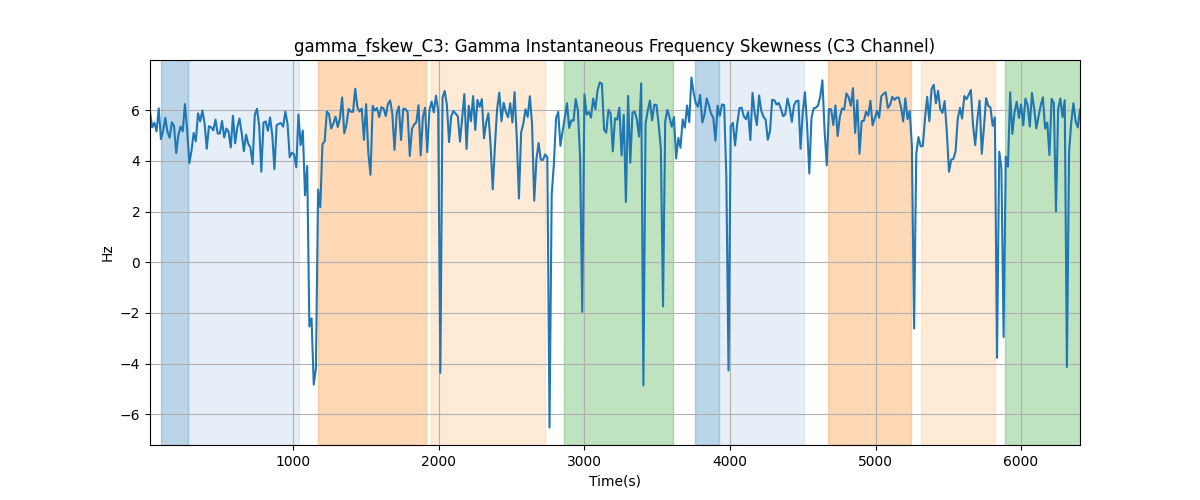 gamma_fskew_C3: Gamma Instantaneous Frequency Skewness (C3 Channel)
6
4
2
0
−2
−4
−6
Hz
1000 2000 3000 4000 5000 6000
Time(s)